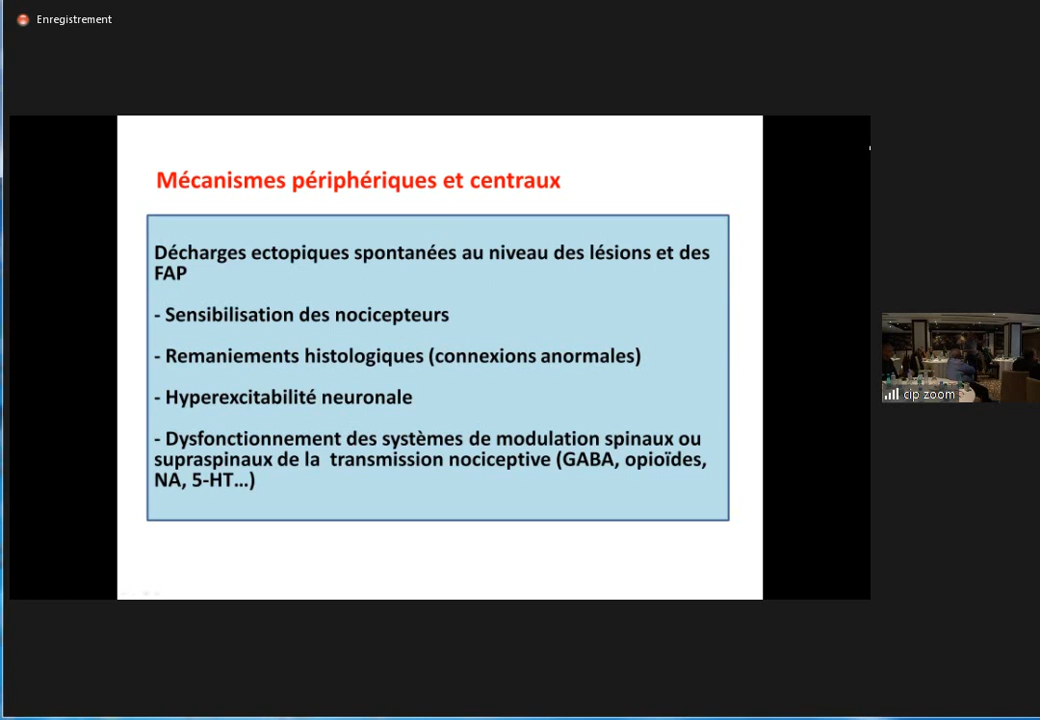 Enregistrement
Mécanismes périphériques et centraux
Décharges ectopiques spontanées au niveau des lésions et des
FAP
- Sensibilisation des nocicepteurs
- Remaniements histologiques (connexions anormales)
- Hyperexcitabilité neuronale
- Dysfonctionnement des systèmes de modulation spinaux ou
supraspinaux de la  transmission nociceptive (GABA, opioïdes,
NA, 5-HT...)
cip zoom